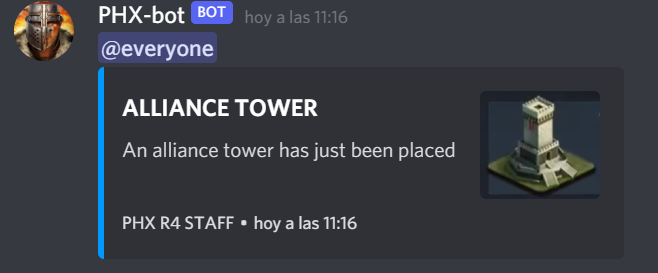 PHX-bot BOT hoy a las 11:16
@everyone
ALLIANCE TOWER
An alliance tower has just been placed
PHX R4 STAFF • hoy a las 11:16